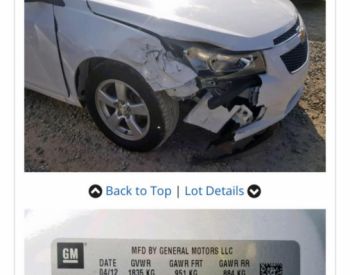 Back to Top | Lot Details
GM
MFD BY GENERAL MOTORS LLC
DATE GVWR GAWR FRT GAWR RR
04/12 1835 KG 951 KG 884 KG